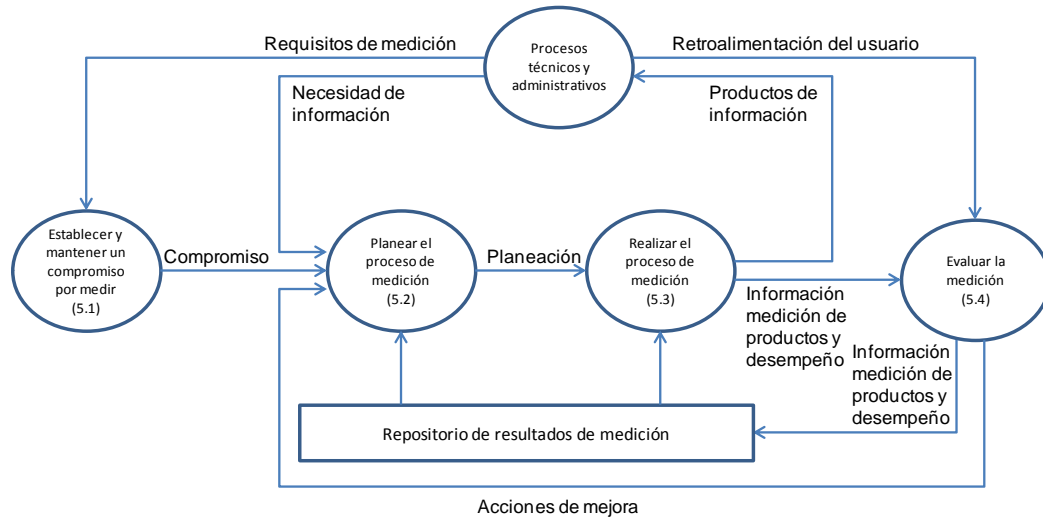 Requisitos de medición
Procesos
técnicos y
administrativos
Retroalimentación del usuario
Necesidad de
información
Productos de
información
Establecer y
mantener un
compromiso
por medir
(5.1)
Compromiso
Planear el
proceso de
medición
(5.2)
Planeación
Realizar el
proceso de
medición
(5.3)
Información
medición de
productos y
desempeño
Evaluar la
medición
(5.4)
Información
medición de
productos y
desempeño
Repositorio de resultados de medición
Acciones de mejora